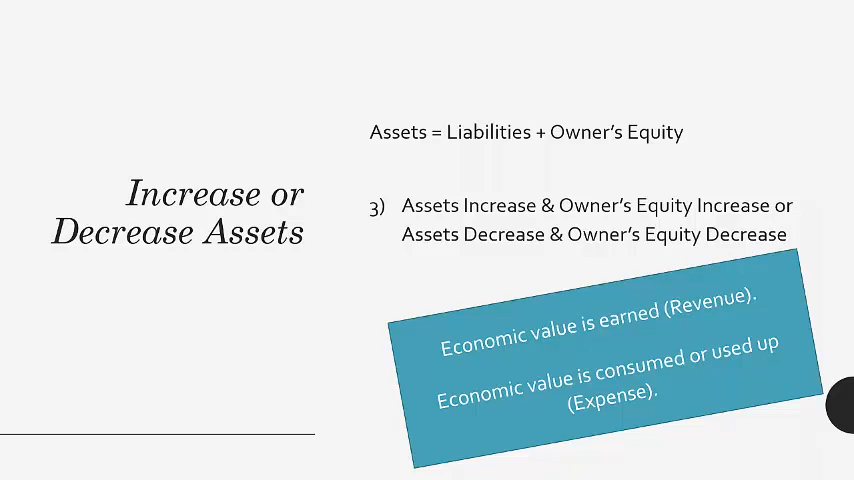 Increase or
Decrease Assets
Assets = Liabilities + Owner's Equity
3) Assets Increase & Owner's Equity Increase or
Assets Decrease & Owner's Equity Decrease
Economic value is earned (Revenue).
Economic value is consumed or used up
(Expense).